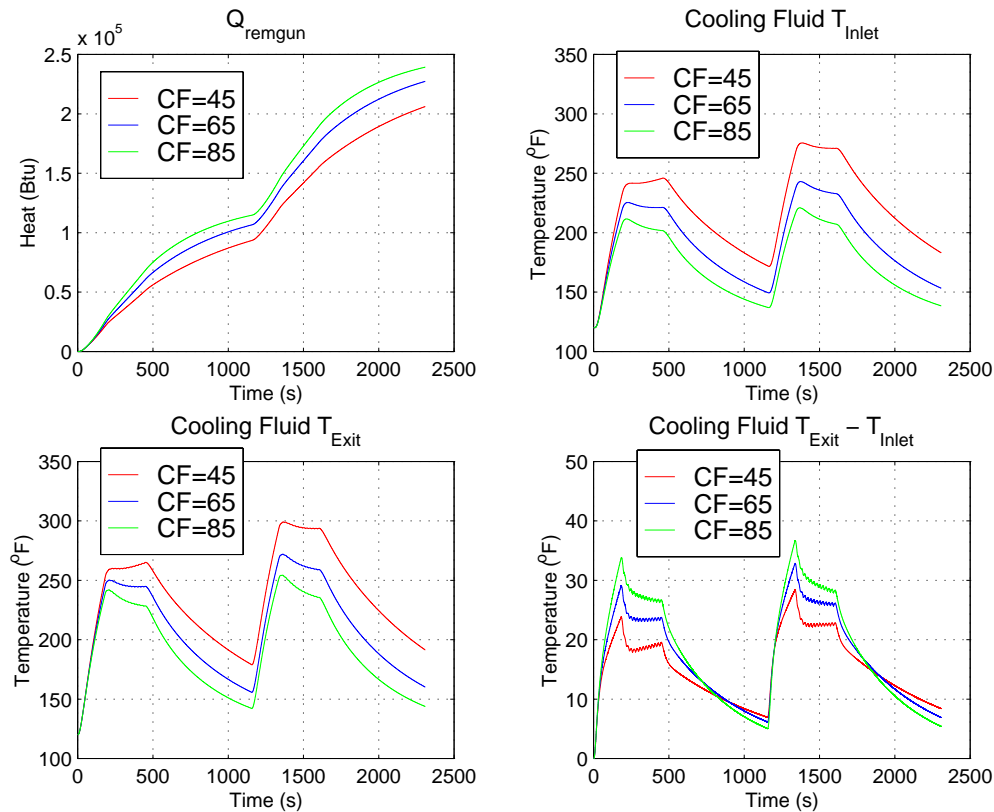 Q_remgun
x 10^5
2.5
2
1.5
1
0.5
0
0 500 1000 1500 2000 2500
Heat (Btu)
Time (s)
CF=45
CF=65
CF=85
Cooling Fluid T_Inlet
350
300
250
200
150
100
0 500 1000 1500 2000 2500
Temperature (ºF)
Time (s)
CF=45
CF=65
CF=85
Cooling Fluid T_Exit
350
300
250
200
150
100
0 500 1000 1500 2000 2500
Temperature (ºF)
Time (s)
CF=45
CF=65
CF=85
Cooling Fluid T_Exit − T_Inlet
50
40
30
20
10
0
0 500 1000 1500 2000 2500
Temperature (ºF)
Time (s)
CF=45
CF=65
CF=85